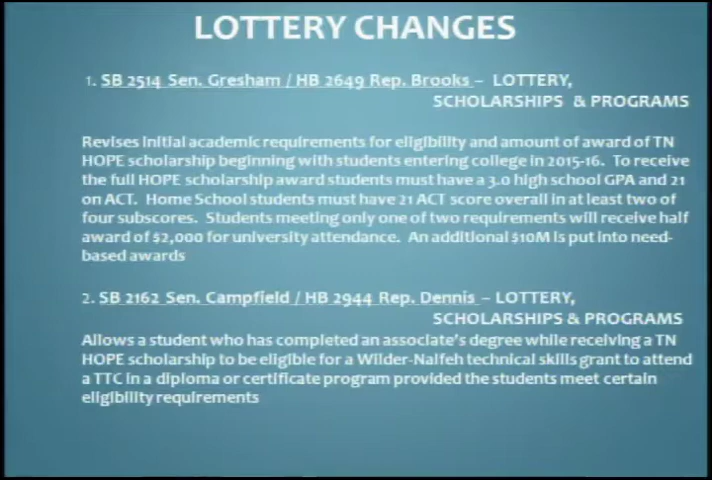 LOTTERY CHANGES
1. SB 2514 Sen. Gresham / HB 2649 Rep. Brooks – LOTTERY,
SCHOLARSHIPS & PROGRAMS
Revises initial academic requirements for eligibility and amount of award of TN
HOPE scholarship beginning with students entering college in 2015-16. To receive
the full HOPE scholarship award students must have a 3.0 high school GPA and 21
on ACT. Home School students must have 21 ACT score overall in at least two of
four subscores. Students meeting only one of two requirements will receive half
award of $2,000 for university attendance. An additional $10M is put into need-
based awards
2. SB 2162 Sen. Campfield / HB 2944 Rep. Dennis – LOTTERY,
SCHOLARSHIPS & PROGRAMS
Allows a student who has completed an associate's degree while receiving a TN
HOPE scholarship to be eligible for a Wilder-Naifeh technical skills grant to attend
a TTC in a diploma or certificate program provided the students meet certain
eligibility requirements